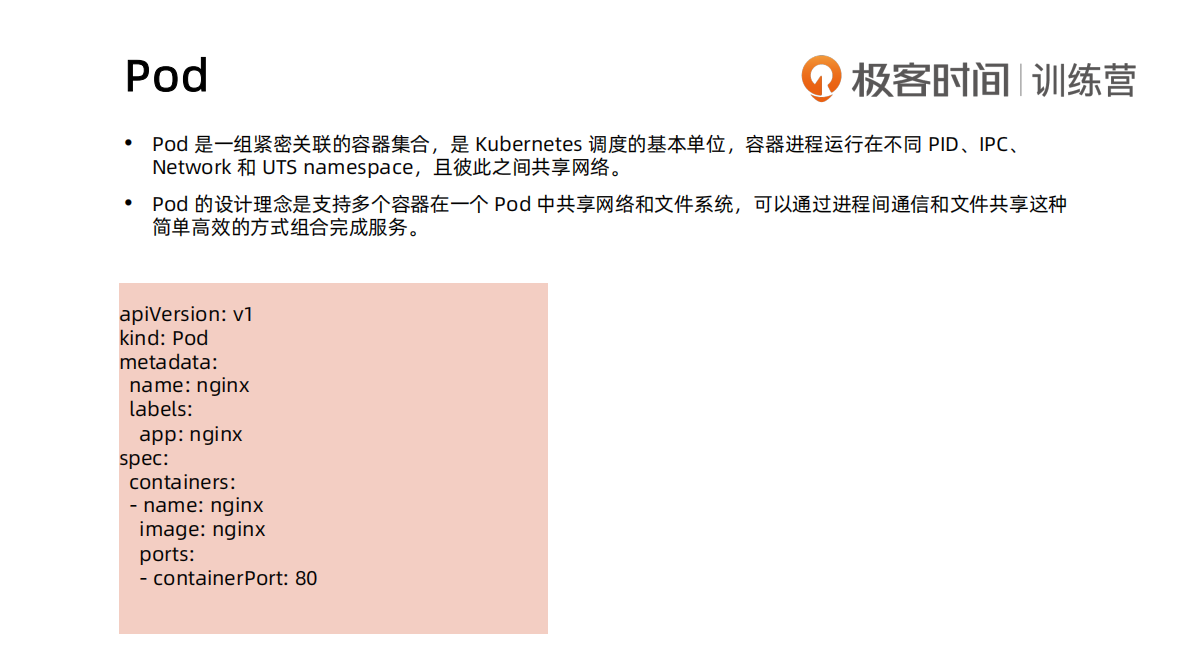 Pod
极客时间 | 训练营
• Pod 是一组紧密关联的容器集合，是 Kubernetes 调度的基本单位，容器进程运行在不同 PID、IPC、
Network 和 UTS namespace，且彼此之间共享网络。
• Pod 的设计理念是支持多个容器在一个 Pod 中共享网络和文件系统，可以通过进程间通信和文件共享这种
简单高效的方式组合完成服务。
apiVersion: v1
kind: Pod
metadata:
  name: nginx
  labels:
    app: nginx
spec:
  containers:
  - name: nginx
    image: nginx
    ports:
    - containerPort: 80